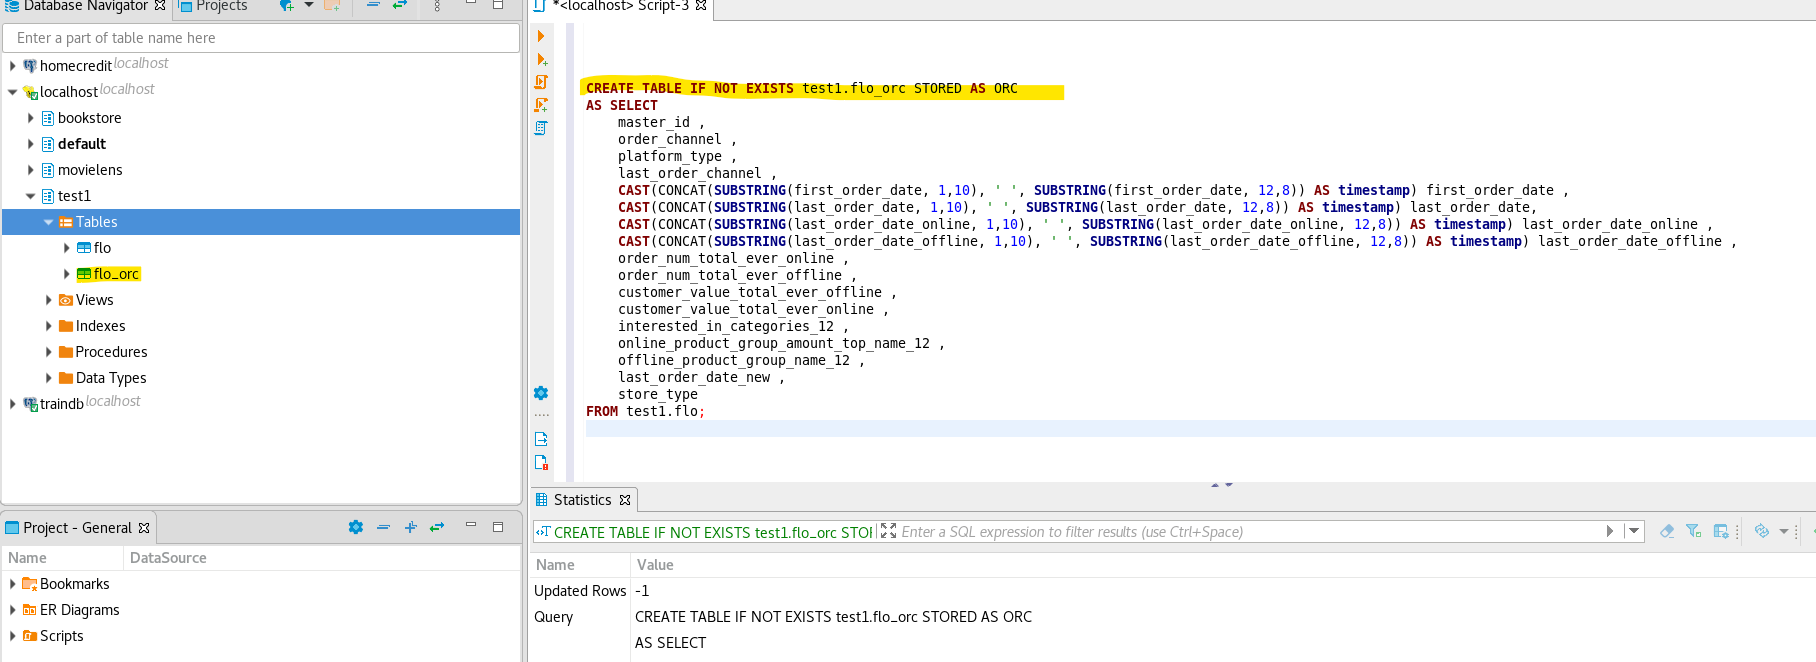 Database Navigator
Projects
Enter a part of table name here
homecredit localhost
localhost localhost
bookstore
default
movielens
test1
Tables
flo
flo_orc
Views
Indexes
Procedures
Data Types
traindb localhost
Project - General
Name DataSource
Bookmarks
ER Diagrams
Scripts
*<localhost> Script-3
CREATE TABLE IF NOT EXISTS test1.flo_orc STORED AS ORC
AS SELECT
master_id ,
order_channel ,
platform_type ,
last_order_channel ,
CAST(CONCAT(SUBSTRING(first_order_date, 1,10), ' ', SUBSTRING(first_order_date, 12,8)) AS timestamp) first_order_date ,
CAST(CONCAT(SUBSTRING(last_order_date, 1,10), ' ', SUBSTRING(last_order_date, 12,8)) AS timestamp) last_order_date,
CAST(CONCAT(SUBSTRING(last_order_date_online, 1,10), ' ', SUBSTRING(last_order_date_online, 12,8)) AS timestamp) last_order_date_online ,
CAST(CONCAT(SUBSTRING(last_order_date_offline, 1,10), ' ', SUBSTRING(last_order_date_offline, 12,8)) AS timestamp) last_order_date_offline ,
order_num_total_ever_online ,
order_num_total_ever_offline ,
customer_value_total_ever_offline ,
customer_value_total_ever_online ,
interested_in_categories_12 ,
online_product_group_amount_top_name_12 ,
offline_product_group_name_12 ,
last_order_date_new ,
store_type
FROM test1.flo;
Statistics
CREATE TABLE IF NOT EXISTS test1.flo_orc STO
Enter a SQL expression to filter results (use Ctrl+Space)
Name Value
Updated Rows -1
Query CREATE TABLE IF NOT EXISTS test1.flo_orc STORED AS ORC
AS SELECT